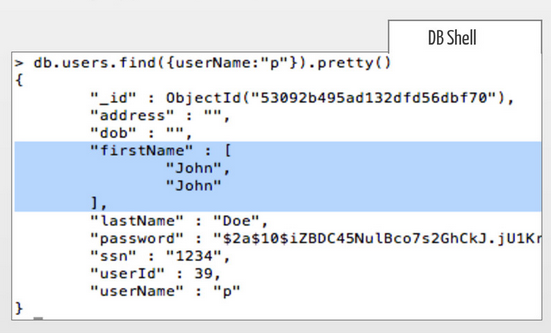 DB Shell
> db.users.find({userName:"p"}).pretty()
{
"_id" : ObjectId("53092b495ad132dfd56dbf70"),
"address" : "",
"dob" : "",
"firstName" : [
"John",
"John"
],
"lastName" : "Doe",
"password" : "$2a$10$iZBDC45NulBco7s2GhCkJ.jU1Kr
"ssn" : "1234",
"userId" : 39,
"userName" : "p"
}